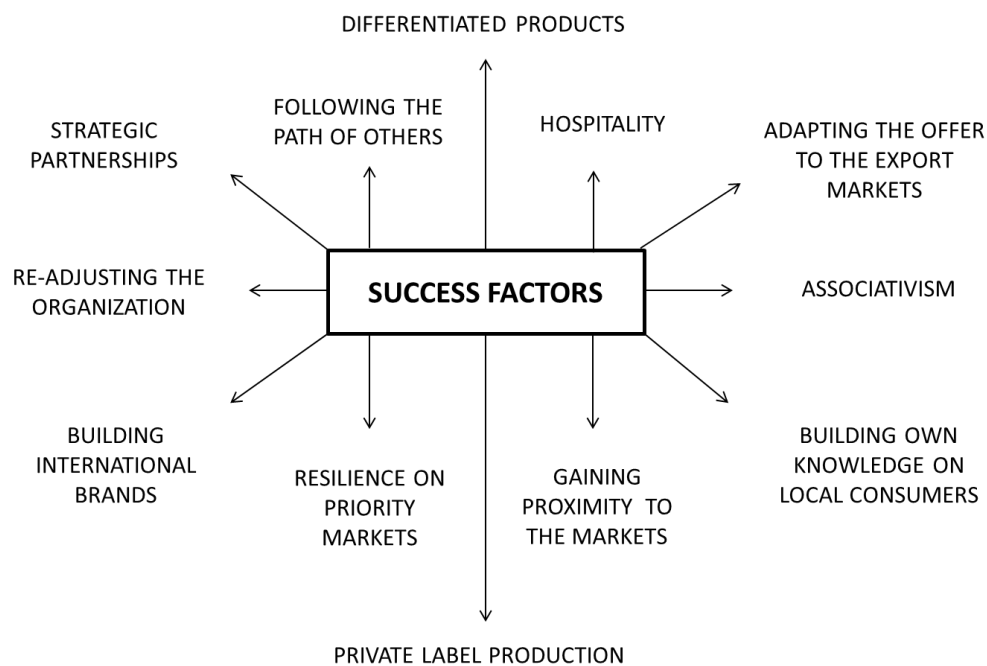 DIFFERENTIATED PRODUCTS
FOLLOWING THE
PATH OF OTHERS
HOSPITALITY
STRATEGIC
PARTNERSHIPS
ADAPTING THE OFFER
TO THE EXPORT
MARKETS
RE-ADJUSTING THE
ORGANIZATION
SUCCESS FACTORS
ASSOCIATIVISM
BUILDING
INTERNATIONAL
BRANDS
RESILIENCE ON
PRIORITY
MARKETS
GAINING
PROXIMITY TO
THE MARKETS
BUILDING OWN
KNOWLEDGE ON
LOCAL CONSUMERS
PRIVATE LABEL PRODUCTION